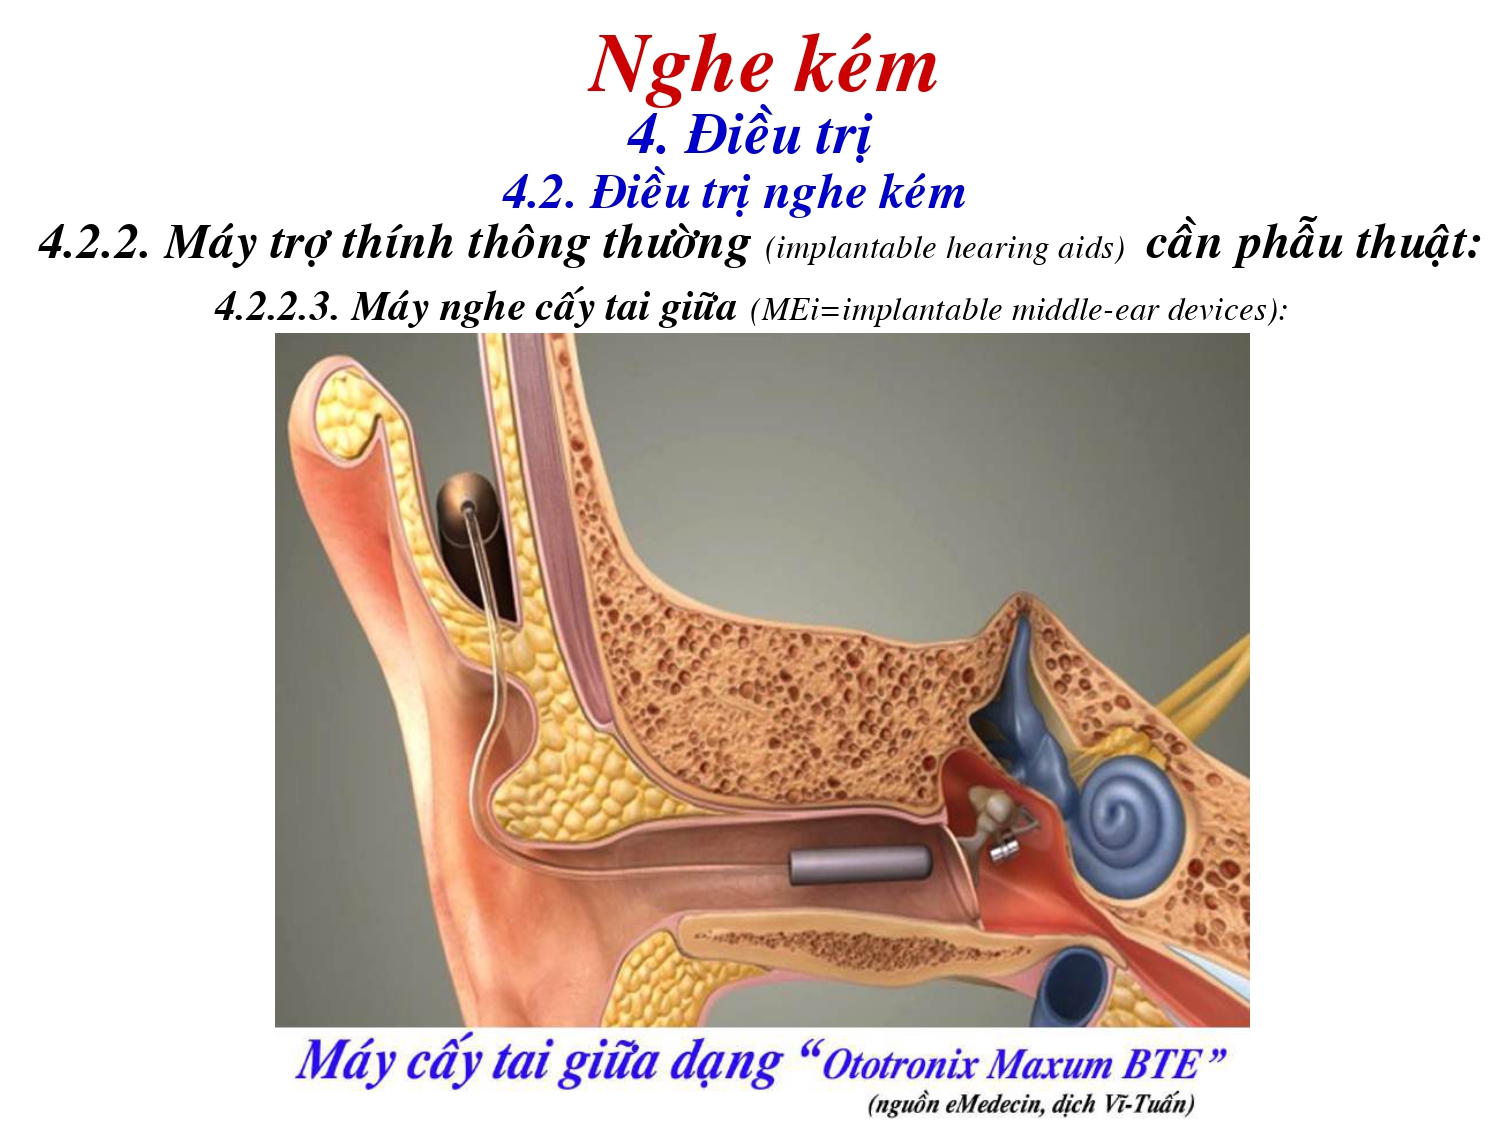 Nghe kém
4. Điều trị
4.2. Điều trị nghe kém
4.2.2. Máy trợ thính thông thường (implantable hearing aids) cần phẫu thuật:
4.2.2.3. Máy nghe cấy tai giữa (MEi=implantable middle-ear devices):
Máy cấy tai giữa dạng “Ototronix Maxum BTE”
(nguồn eMedecin, dịch Vĩ-Tuấn)